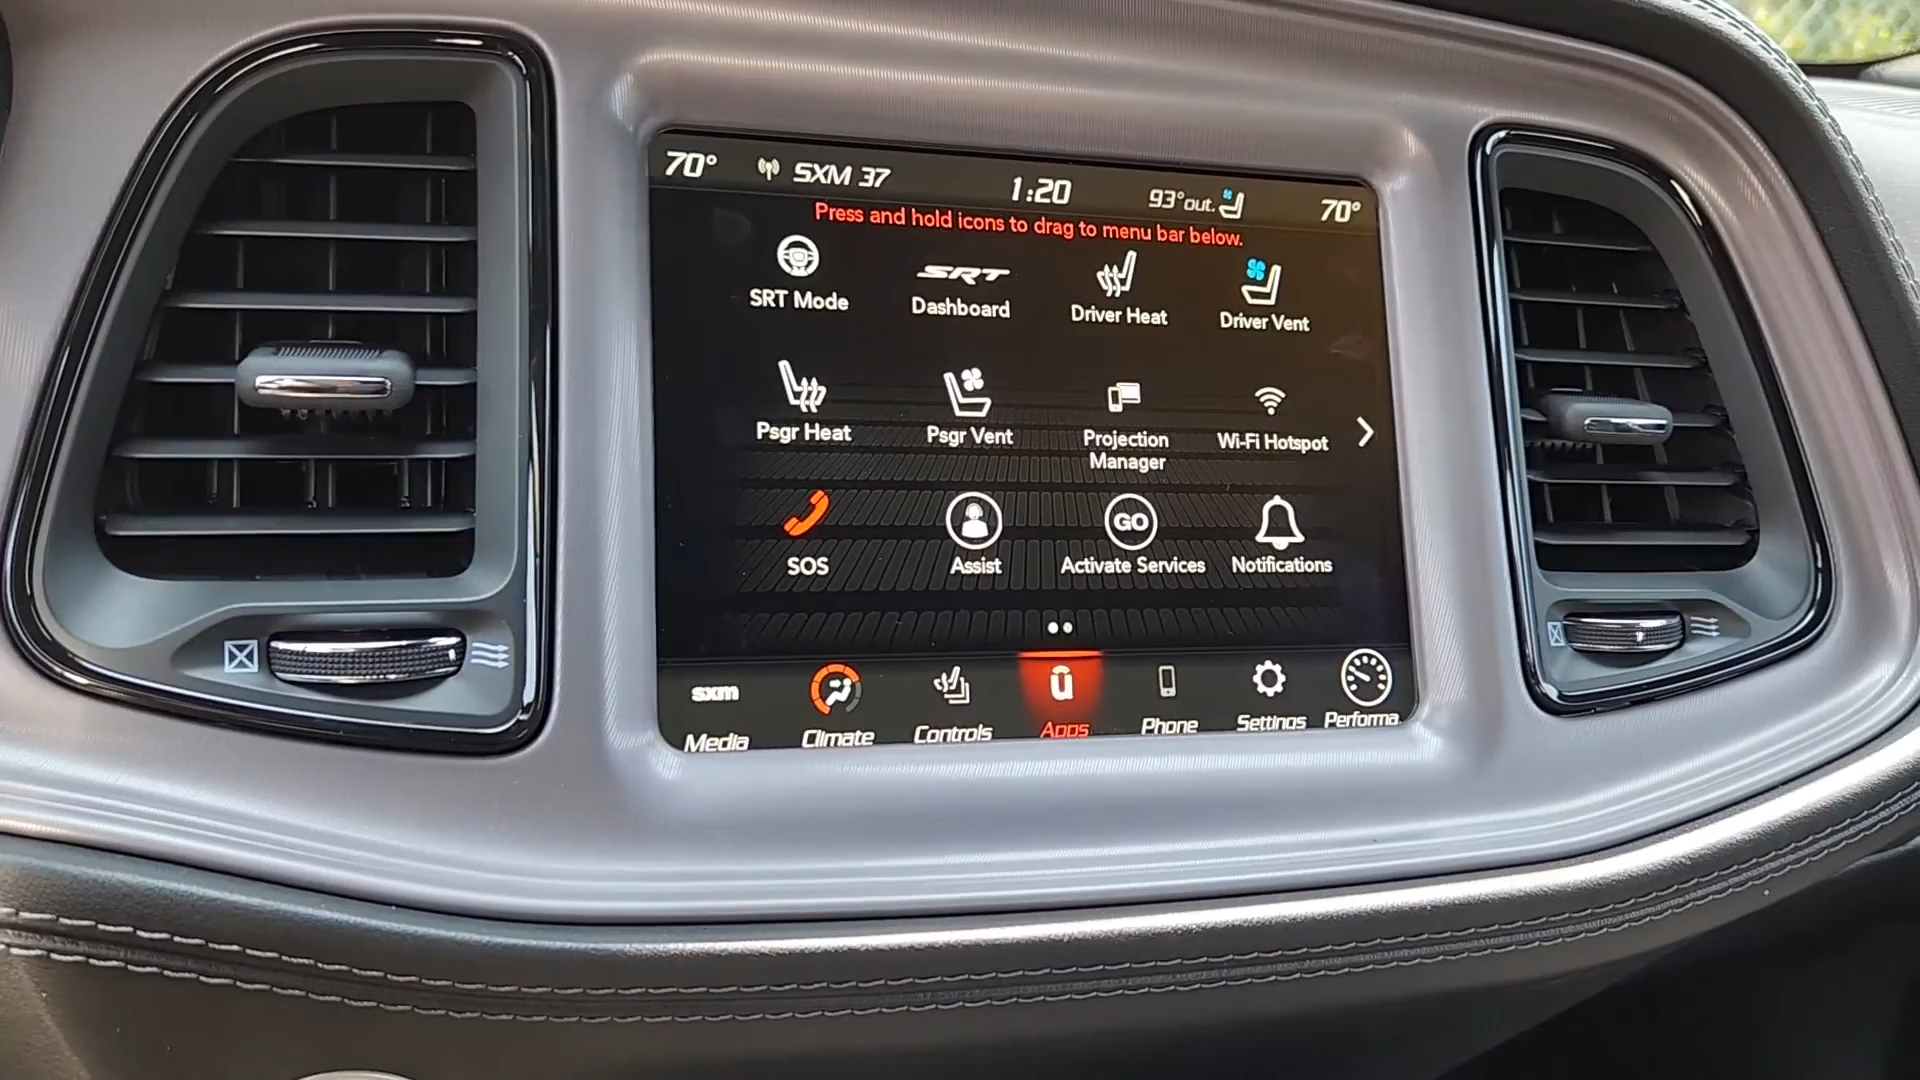 70° SXM 37 1:20 93°out. 70°
Press and hold icons to drag to menu bar below.
SRT Mode
SRT
Dashboard
Driver Heat
Driver Vent
Psgr Heat
Psgr Vent
Projection
Manager
Wi-Fi Hotspot
SOS
Assist
GO
Activate Services
Notifications
sxm
Media
Climate
Controls
Apps
Phone
Settings
Performa